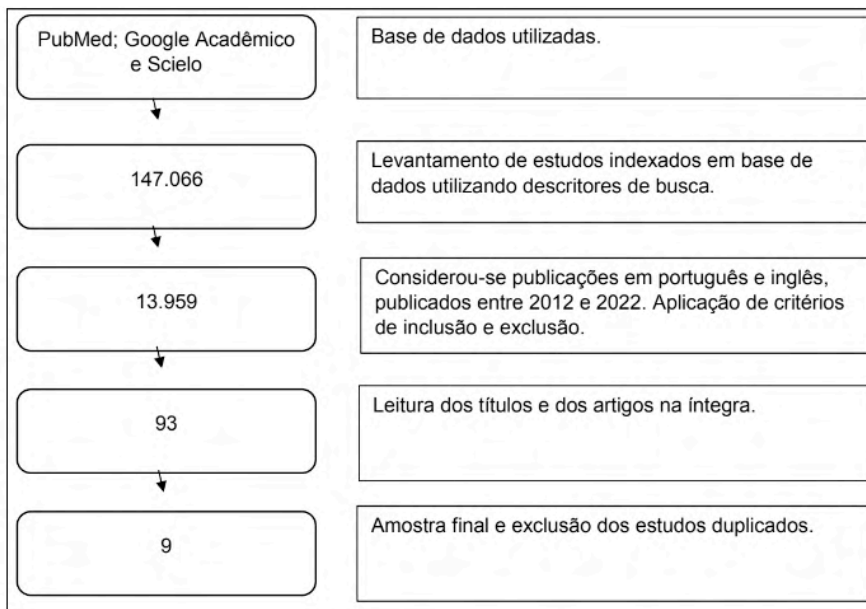 PubMed; Google Acadêmico
e Scielo
Base de dados utilizadas.
147.066
Levantamento de estudos indexados em base de
dados utilizando descritores de busca.
13.959
Considerou-se publicações em português e inglês,
publicados entre 2012 e 2022. Aplicação de critérios
de inclusão e exclusão.
93
Leitura dos títulos e dos artigos na íntegra.
9
Amostra final e exclusão dos estudos duplicados.